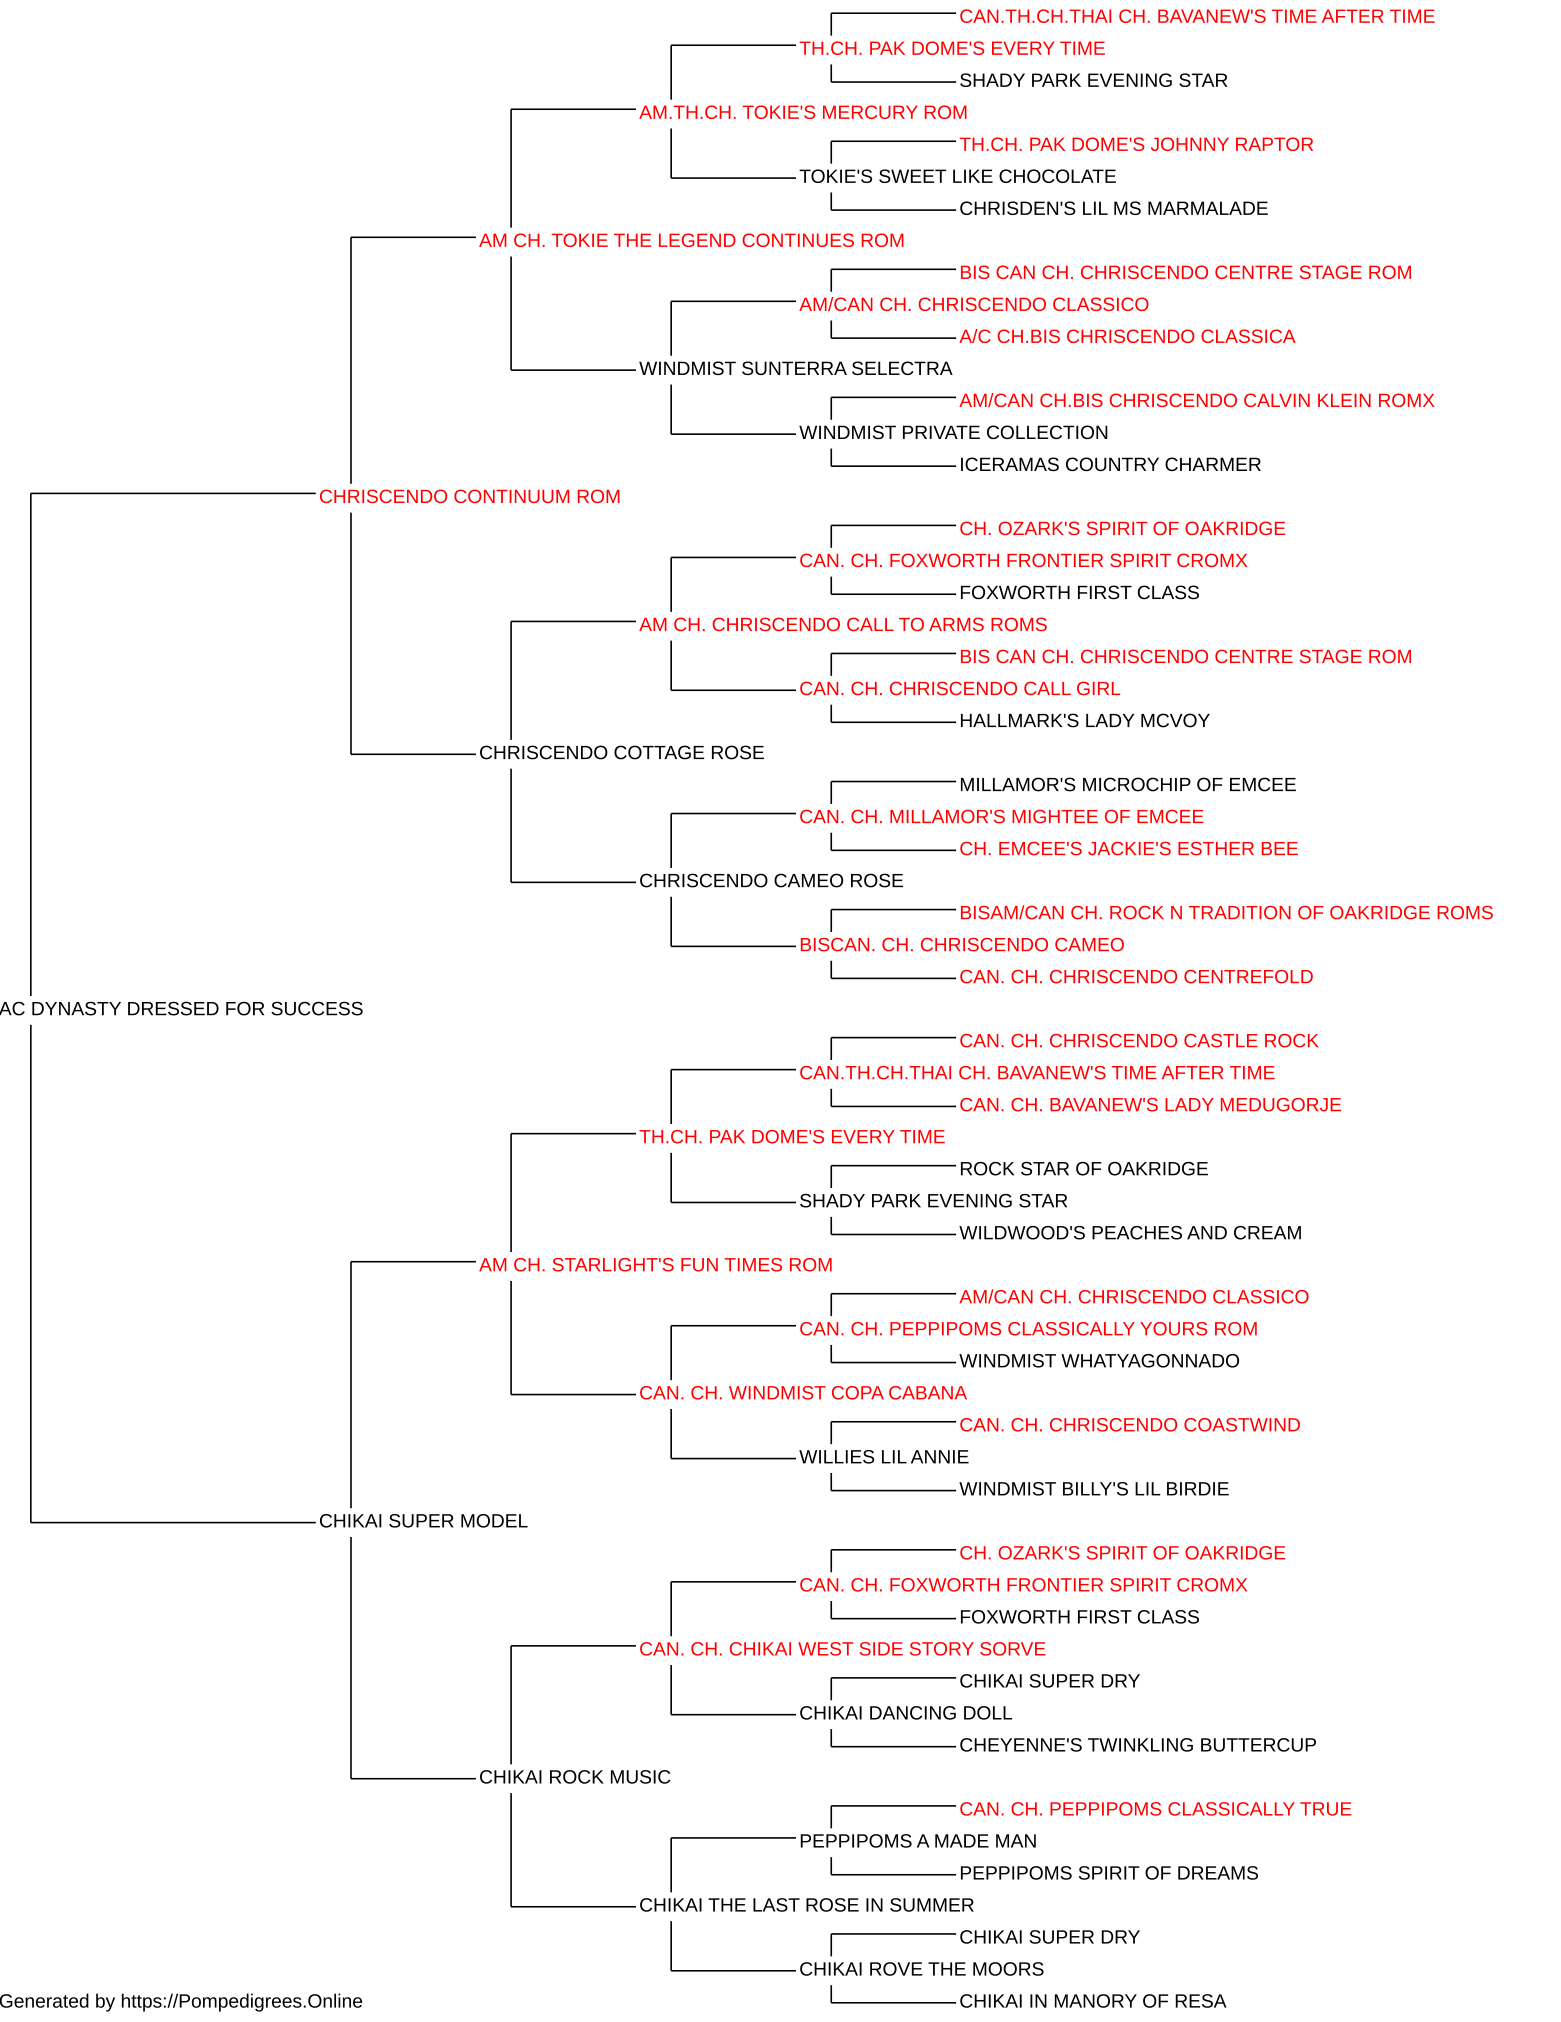 CAN.TH.CH.THAI CH. BAVANEW'S TIME AFTER TIME
TH.CH. PAK DOME'S EVERY TIME
SHADY PARK EVENING STAR
AM.TH.CH. TOKIE'S MERCURY ROM
TH.CH. PAK DOME'S JOHNNY RAPTOR
TOKIE'S SWEET LIKE CHOCOLATE
CHRISDEN'S LIL MS MARMALADE
AM CH. TOKIE THE LEGEND CONTINUES ROM
BIS CAN CH. CHRISCENDO CENTRE STAGE ROM
AM/CAN CH. CHRISCENDO CLASSICO
A/C CH.BIS CHRISCENDO CLASSICA
WINDMIST SUNTERRA SELECTRA
AM/CAN CH.BIS CHRISCENDO CALVIN KLEIN ROMX
WINDMIST PRIVATE COLLECTION
ICERAMAS COUNTRY CHARMER
CHRISCENDO CONTINUUM ROM
CH. OZARK'S SPIRIT OF OAKRIDGE
CAN. CH. FOXWORTH FRONTIER SPIRIT CROMX
FOXWORTH FIRST CLASS
AM CH. CHRISCENDO CALL TO ARMS ROMS
BIS CAN CH. CHRISCENDO CENTRE STAGE ROM
CAN. CH. CHRISCENDO CALL GIRL
HALLMARK'S LADY MCVOY
CHRISCENDO COTTAGE ROSE
MILLAMOR'S MICROCHIP OF EMCEE
CAN. CH. MILLAMOR'S MIGHTEE OF EMCEE
CH. EMCEE'S JACKIE'S ESTHER BEE
CHRISCENDO CAMEO ROSE
BISAM/CAN CH. ROCK N TRADITION OF OAKRIDGE ROMS
BISCAN. CH. CHRISCENDO CAMEO
CAN. CH. CHRISCENDO CENTREFOLD
AC DYNASTY DRESSED FOR SUCCESS
CAN. CH. CHRISCENDO CASTLE ROCK
CAN.TH.CH.THAI CH. BAVANEW'S TIME AFTER TIME
CAN. CH. BAVANEW'S LADY MEDUGORJE
TH.CH. PAK DOME'S EVERY TIME
ROCK STAR OF OAKRIDGE
SHADY PARK EVENING STAR
WILDWOOD'S PEACHES AND CREAM
AM CH. STARLIGHT'S FUN TIMES ROM
AM/CAN CH. CHRISCENDO CLASSICO
CAN. CH. PEPPIPOMS CLASSICALLY YOURS ROM
WINDMIST WHATYAGONNADO
CAN. CH. WINDMIST COPA CABANA
CAN. CH. CHRISCENDO COASTWIND
WILLIES LIL ANNIE
WINDMIST BILLY'S LIL BIRDIE
CHIKAI SUPER MODEL
CH. OZARK'S SPIRIT OF OAKRIDGE
CAN. CH. FOXWORTH FRONTIER SPIRIT CROMX
FOXWORTH FIRST CLASS
CAN. CH. CHIKAI WEST SIDE STORY SORVE
CHIKAI SUPER DRY
CHIKAI DANCING DOLL
CHEYENNE'S TWINKLING BUTTERCUP
CHIKAI ROCK MUSIC
CAN. CH. PEPPIPOMS CLASSICALLY TRUE
PEPPIPOMS A MADE MAN
PEPPIPOMS SPIRIT OF DREAMS
CHIKAI THE LAST ROSE IN SUMMER
CHIKAI SUPER DRY
CHIKAI ROVE THE MOORS
CHIKAI IN MANORY OF RESA
Generated by https://Pompedigrees.Online